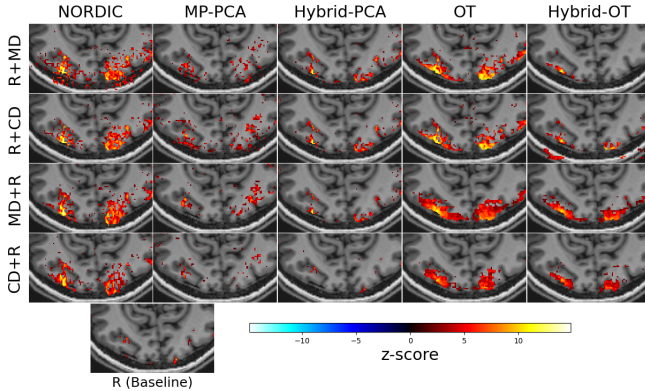 NORDIC MP-PCA Hybrid-PCA OT Hybrid-OT
R+MD
R+CD
MD+R
CD+R
−10 −5 0 5 10
z-score
R (Baseline)